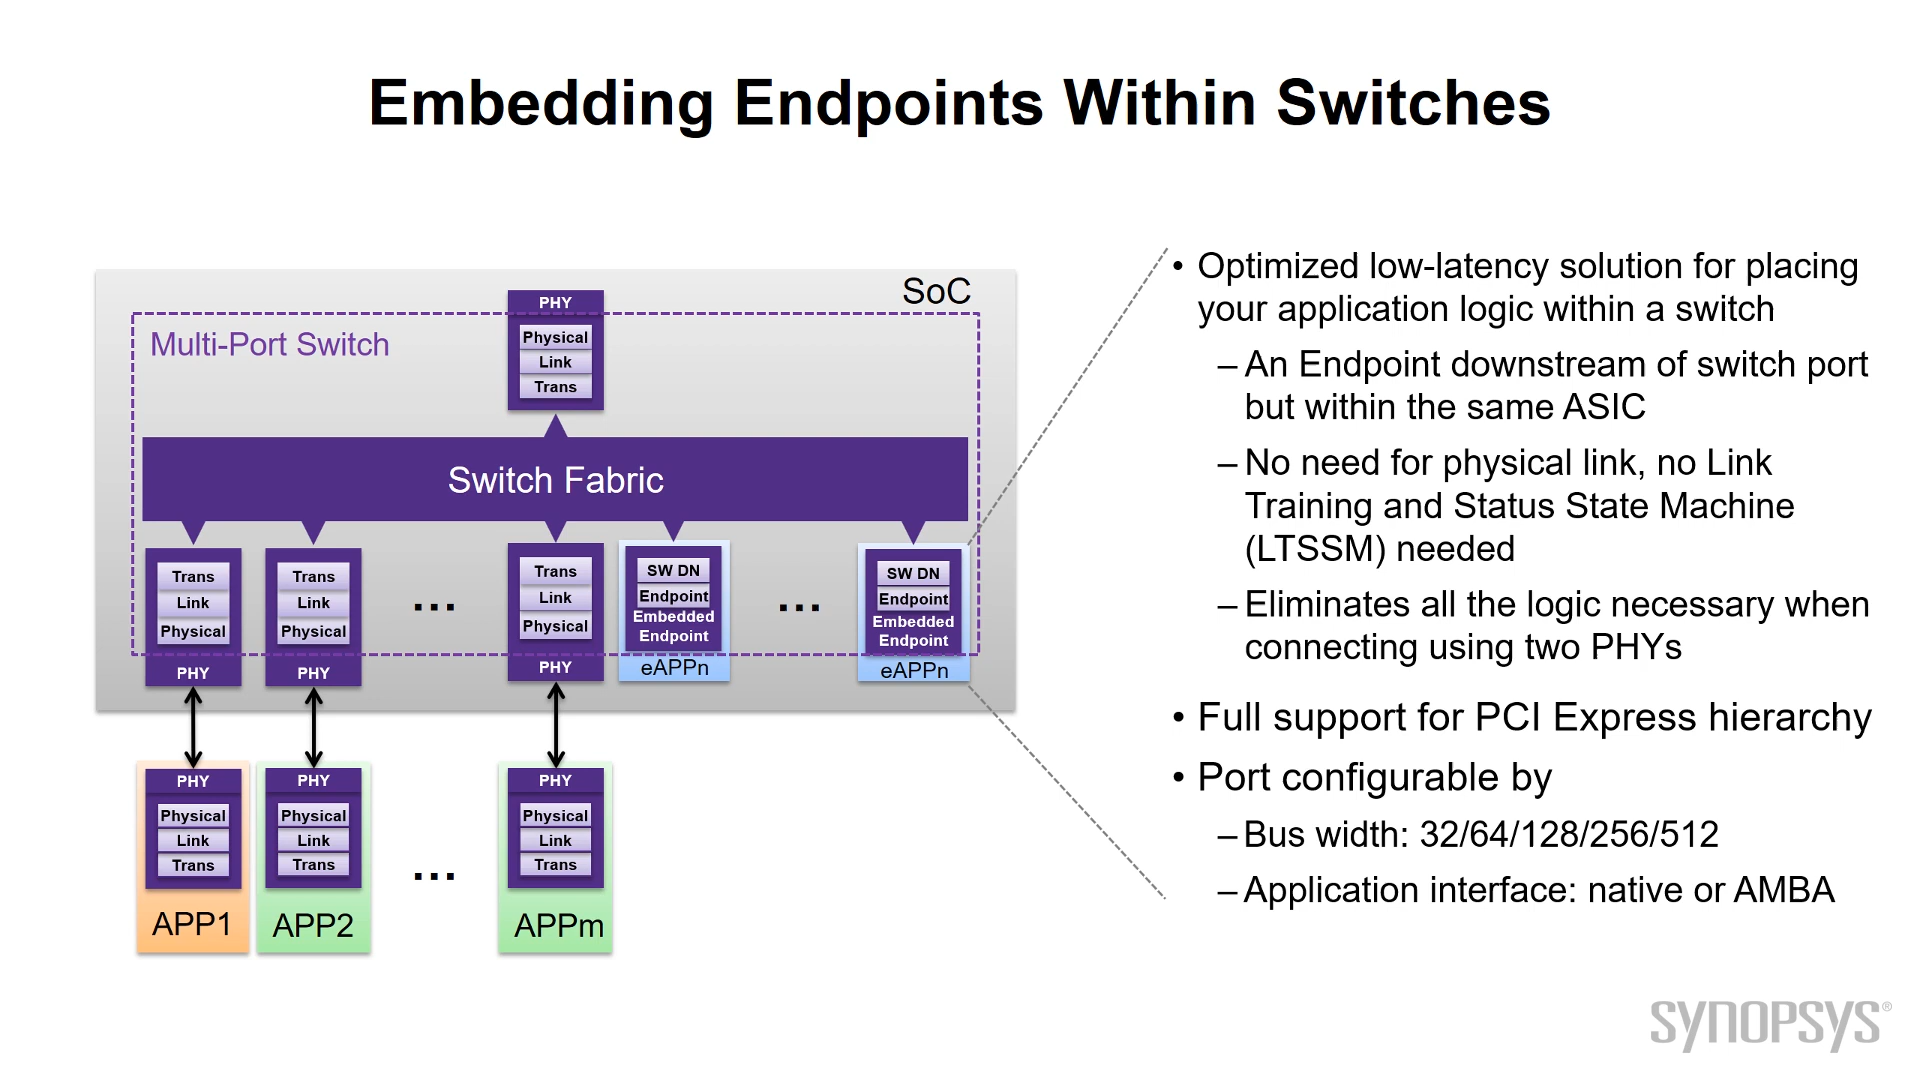 Embedding Endpoints Within Switches
SoC
Multi-Port Switch
PHY
Physical
Link
Trans
Switch Fabric
Trans
Link
Physical
PHY
Trans
Link
Physical
PHY
...
Trans
Link
Physical
PHY
SW DN
Endpoint
Embedded
Endpoint
eAPPn
...
SW DN
Endpoint
Embedded
Endpoint
eAPPn
PHY
Physical
Link
Trans
APP1
PHY
Physical
Link
Trans
APP2
...
PHY
Physical
Link
Trans
APPm
• Optimized low-latency solution for placing
your application logic within a switch
– An Endpoint downstream of switch port
but within the same ASIC
– No need for physical link, no Link
Training and Status State Machine
(LTSSM) needed
– Eliminates all the logic necessary when
connecting using two PHYs
• Full support for PCI Express hierarchy
• Port configurable by
– Bus width: 32/64/128/256/512
– Application interface: native or AMBA
SYNOPSYS®